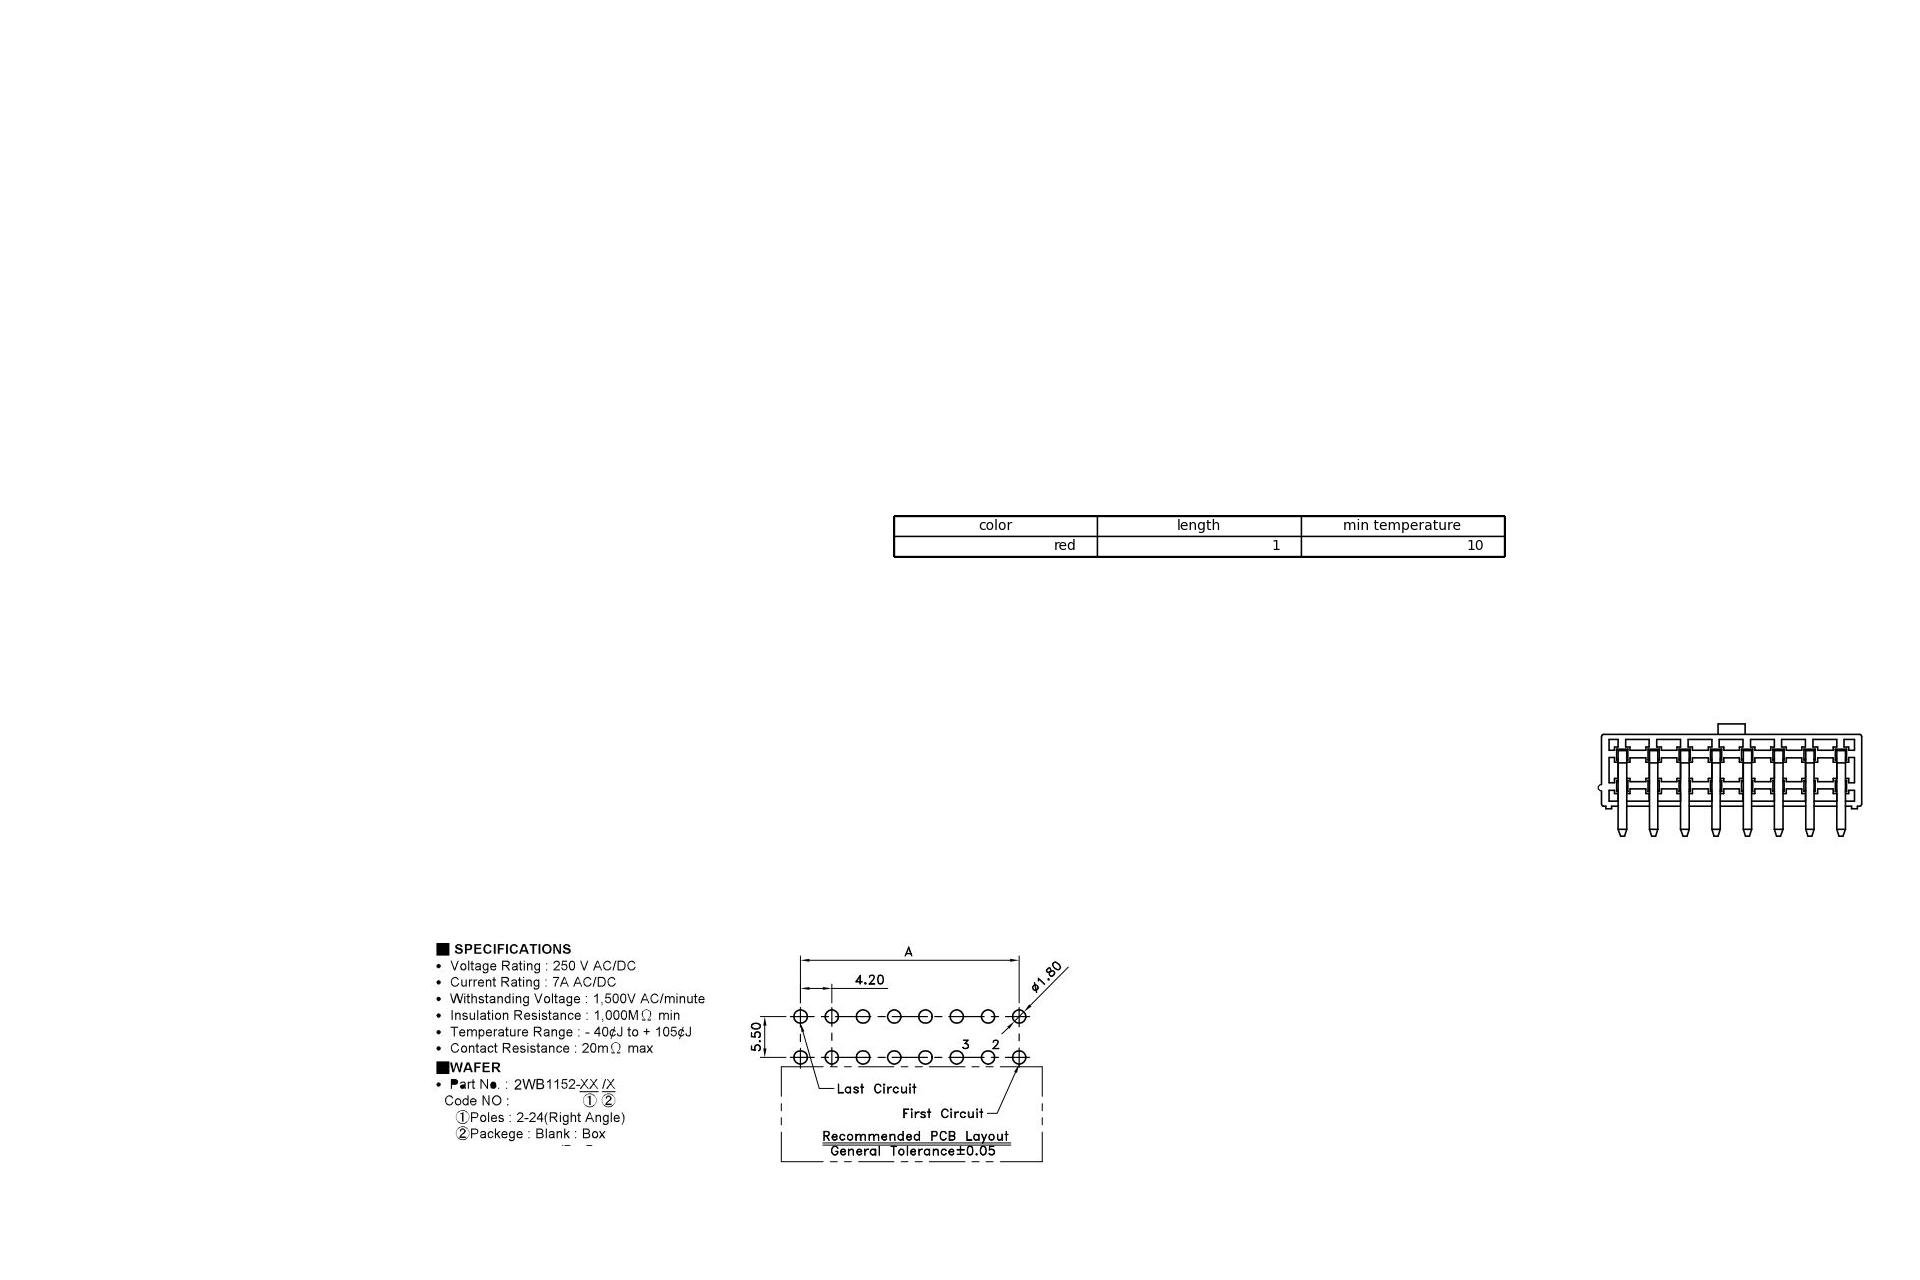 color length min temperature
red 1 10
■ SPECIFICATIONS
• Voltage Rating : 250 V AC/DC
• Current Rating : 7A AC/DC
• Withstanding Voltage : 1,500V AC/minute
• Insulation Resistance : 1,000MΩ min
• Temperature Range : - 40¢J to + 105¢J
• Contact Resistance : 20mΩ max
■WAFER
• Part No. : 2WB1152-XX /X
Code NO : ① ②
①Poles : 2-24(Right Angle)
②Packege : Blank : Box
A
4.20
ø1.80
5.50
3 2
Last Circuit
First Circuit
Recommended PCB Layout
General Tolerance±0.05